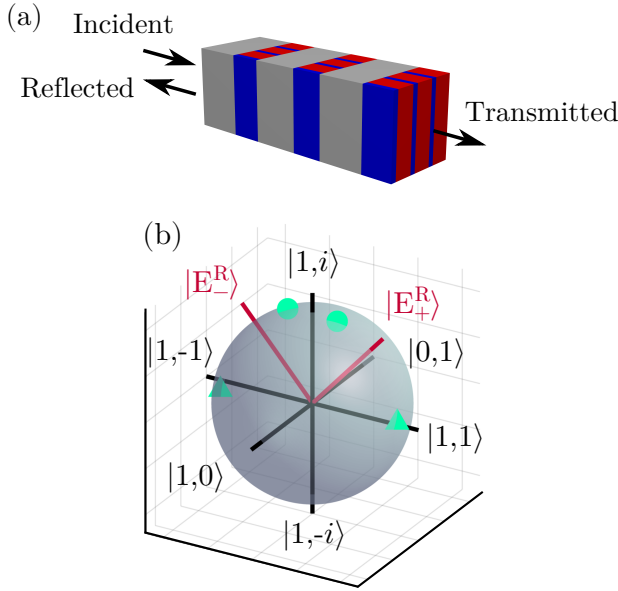 (a)
Incident
Reflected
Transmitted
(b)
|1,i⟩
|E₋ᴿ⟩
|E₊ᴿ⟩
|1,-1⟩
|0,1⟩
|1,1⟩
|1,0⟩
|1,-i⟩